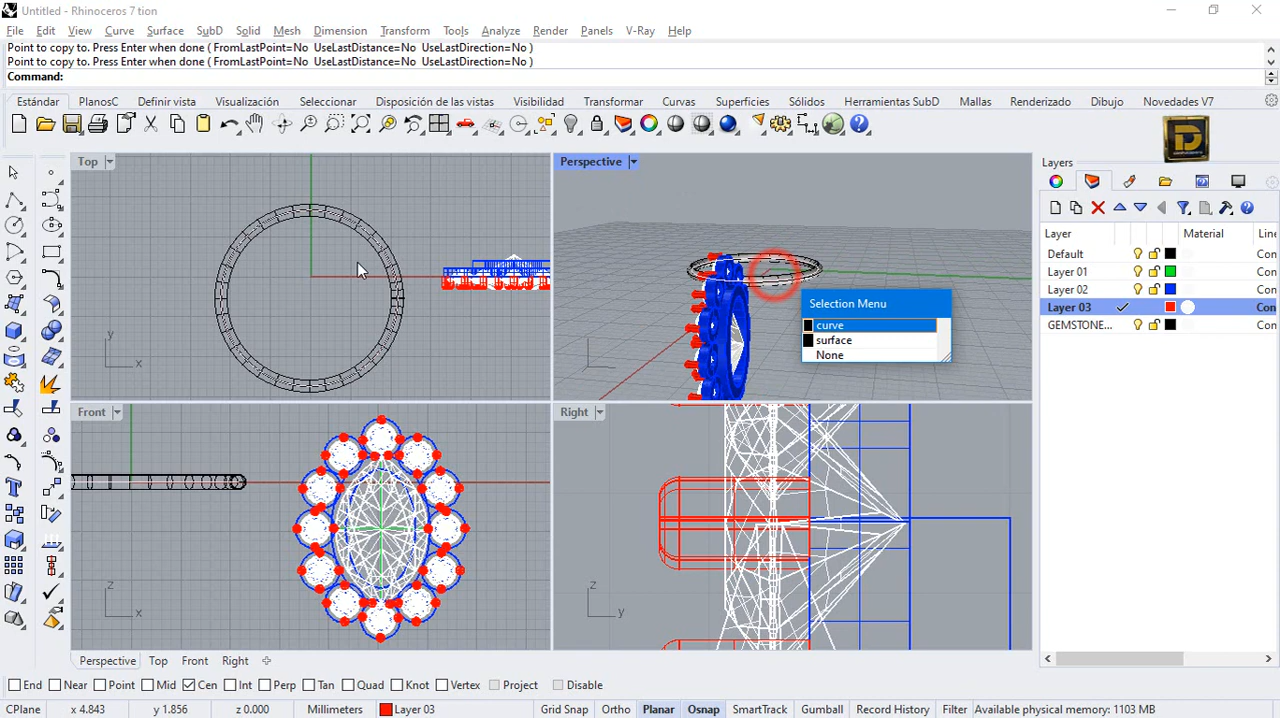 Untitled - Rhinoceros 7 tion
File Edit View Curve Surface SubD Solid Mesh Dimension Transform Tools Analyze Render Panels V-Ray Help
Point to copy to. Press Enter when done ( FromLastPoint=No UseLastDistance=No UseLastDirection=No )
Point to copy to. Press Enter when done ( FromLastPoint=No UseLastDistance=No UseLastDirection=No )
Command:
Estándar PlanosC Definir vista Visualización Seleccionar Disposición de las vistas Visibilidad Transformar Curvas Superficies Sólidos Herramientas SubD Mallas Renderizado Dibujo Novedades V7
Top Perspective Layers
Layer Material Line
Default Con
Layer 01 Con
Layer 02 Con
Layer 03 Con
GEMSTONE... Con
Selection Menu
curve
surface
None
y x
Front Right
z x z y
Perspective Top Front Right
End Near Point Mid Cen Int Perp Tan Quad Knot Vertex Project Disable
CPlane x 4.843 y 1.856 z 0.000 Millimeters Layer 03 Grid Snap Ortho Planar Osnap SmartTrack Gumball Record History Filter Available physical memory: 1103 MB